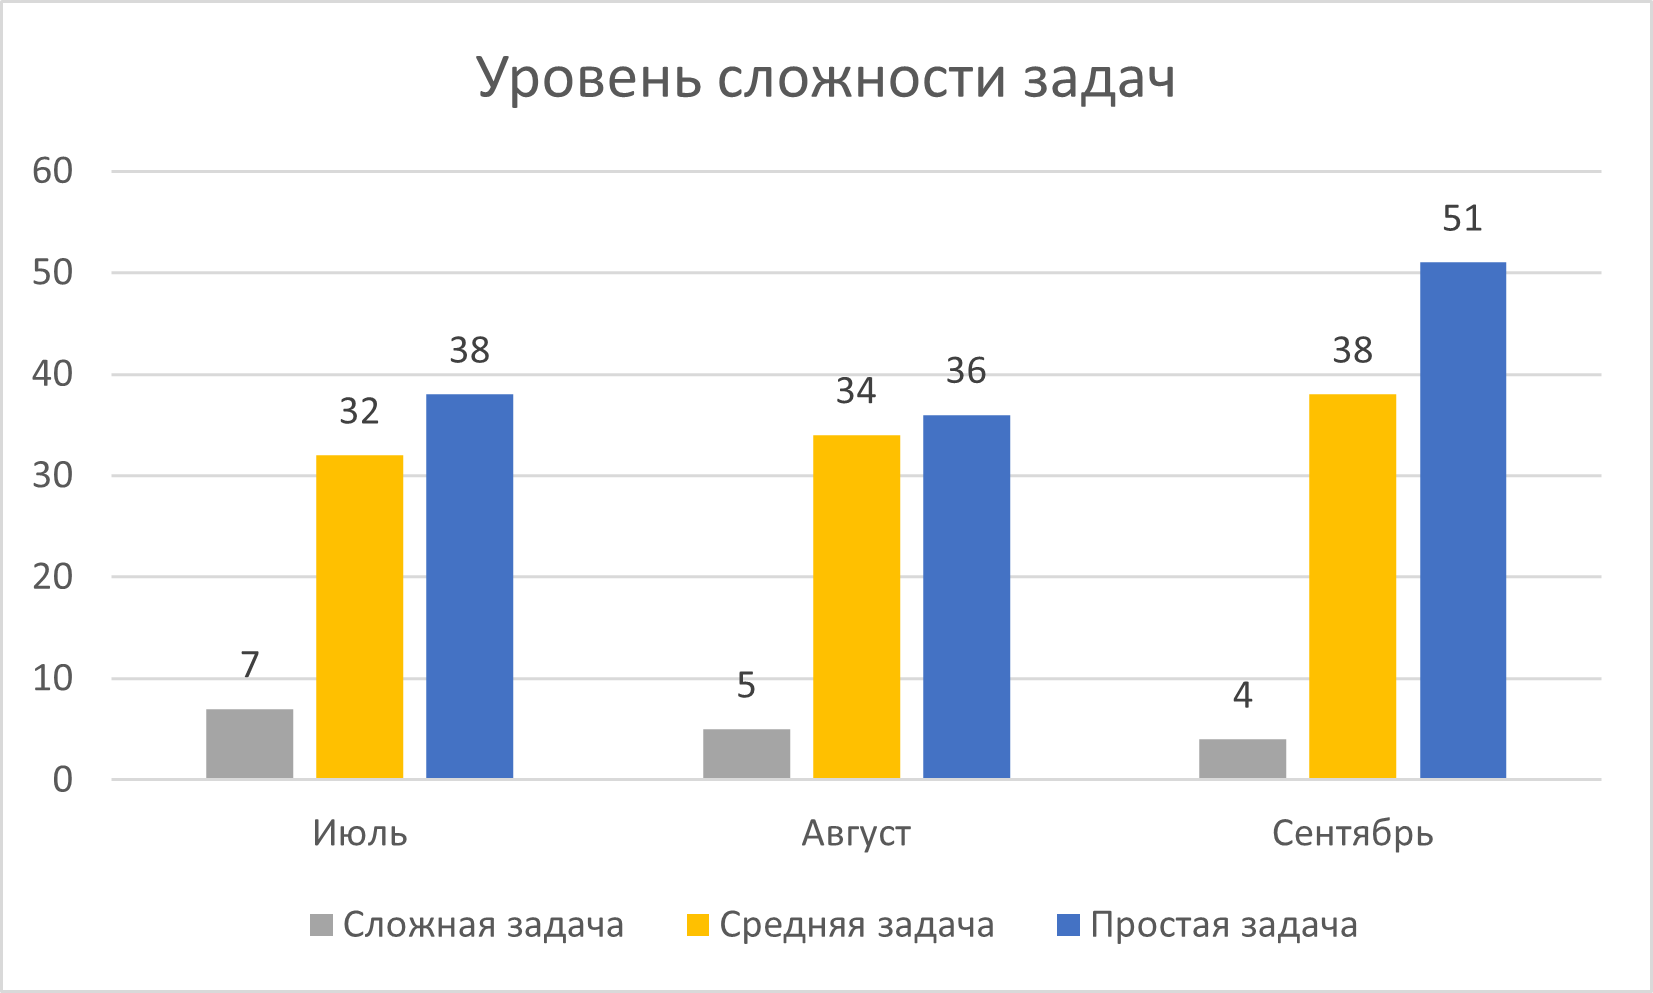 Уровень сложности задач
60
50
40
30
20
10
0
7
32
38
5
34
36
4
38
51
Июль
Август
Сентябрь
Сложная задача
Средняя задача
Простая задача